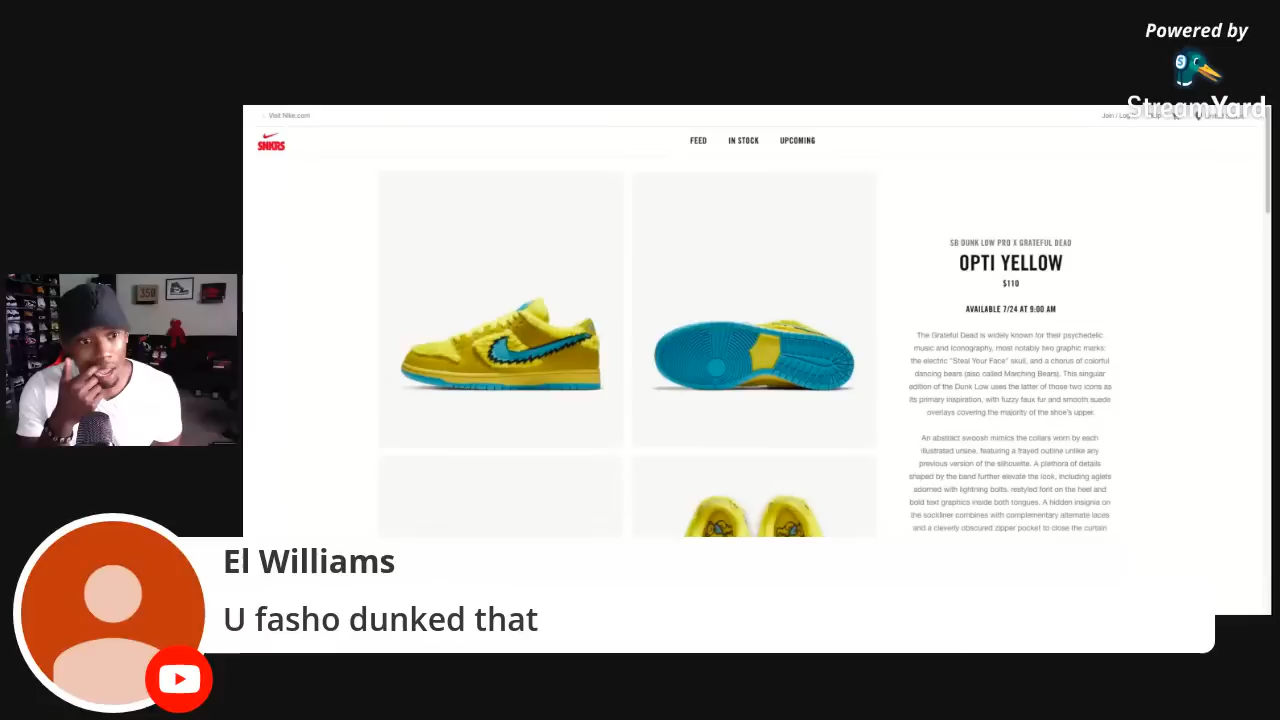 Powered by
StreamYard
Visit Nike.com
Join / Log
SNKRS
FEED IN STOCK UPCOMING
SB DUNK LOW PRO X GRATEFUL DEAD
OPTI YELLOW
$110
AVAILABLE 7/24 AT 9:00 AM
The Grateful Dead is widely known for their psychedelic
music and iconography, most notably two graphic marks:
the electric "Steal Your Face" skull, and a chorus of colorful
dancing bears (also called Marching Bears). This singular
edition of the Dunk Low uses the latter of those two icons as
its primary inspiration, with fuzzy faux fur and smooth suede
overlays covering the majority of the shoe's upper.
An abstract swoosh mimics the collars worn by each
illustrated ursine, featuring a frayed outline unlike any
previous version of the silhouette. A plethora of details
shaped by the band further elevate the look, including aglets
adorned with lightning bolts, restyled font on the heel and
bold text graphics inside both tongues. A hidden insignia on
the sockliner combines with complementary alternate laces
and a cleverly obscured zipper pocket to close the curtain
350
El Williams
U fasho dunked that